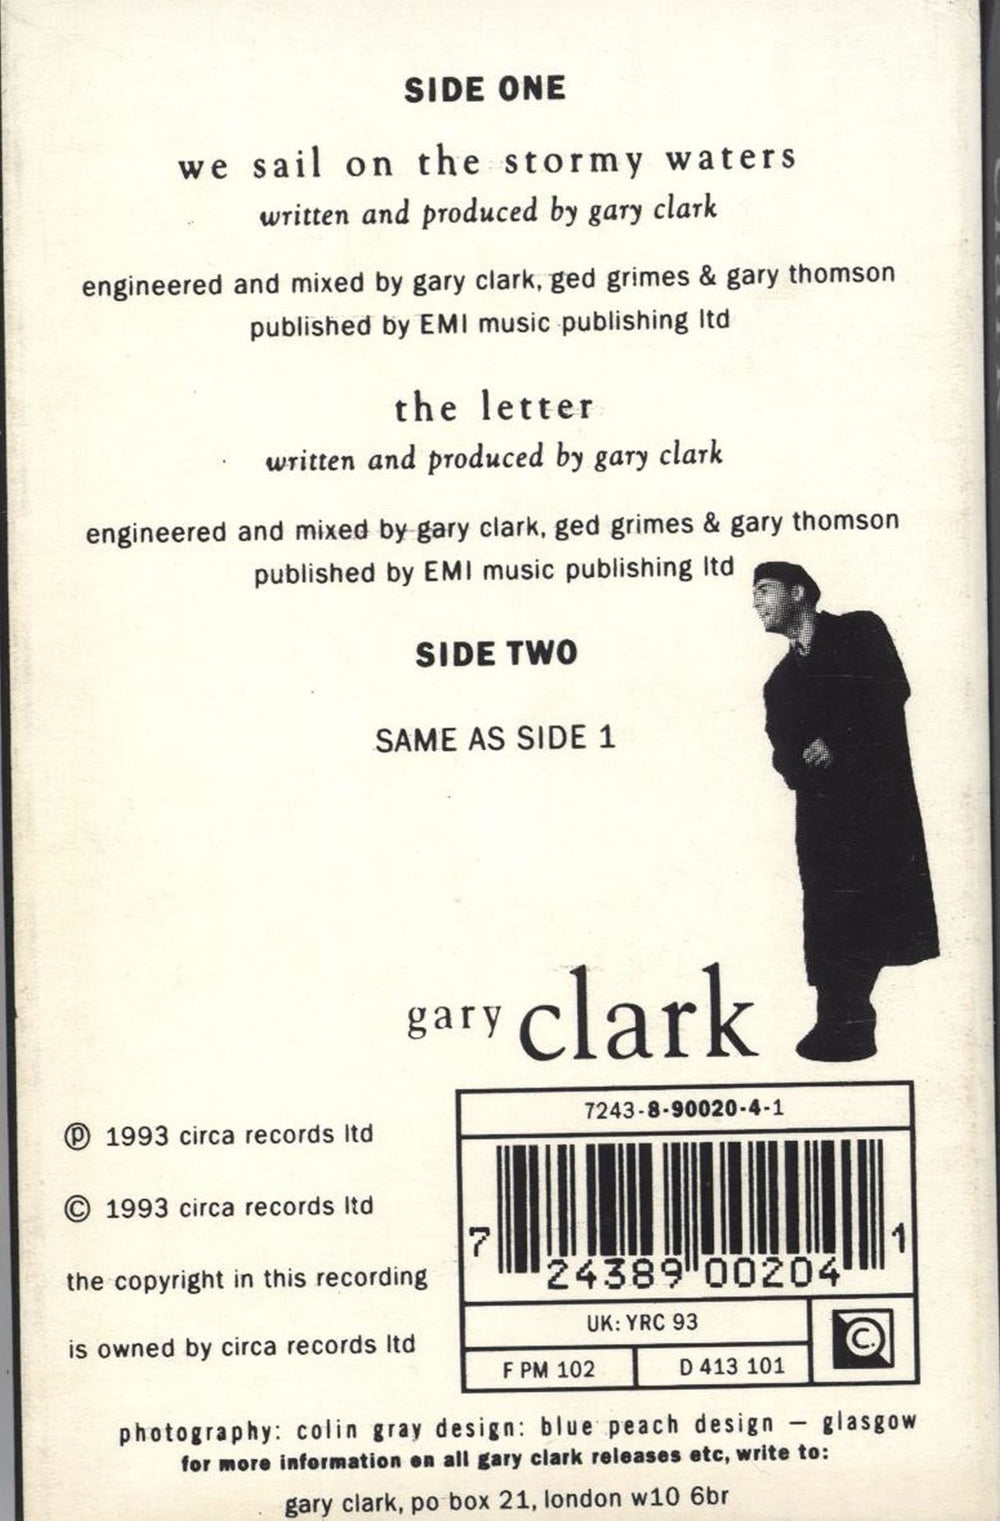 SIDE ONE
we sail on the stormy waters
written and produced by gary clark
engineered and mixed by gary clark, ged grimes & gary thomson
published by EMI music publishing ltd
the letter
written and produced by gary clark
engineered and mixed by gary clark, ged grimes & gary thomson
published by EMI music publishing ltd
SIDE TWO
SAME AS SIDE 1
gary clark
℗ 1993 circa records ltd
© 1993 circa records ltd
the copyright in this recording
is owned by circa records ltd
7243-8-90020-4-1
7 24389 00204 1
UK: YRC 93
F PM 102
D 413 101
C.
photography: colin gray design: blue peach design – glasgow
for more information on all gary clark releases etc, write to:
gary clark, po box 21, london w10 6br